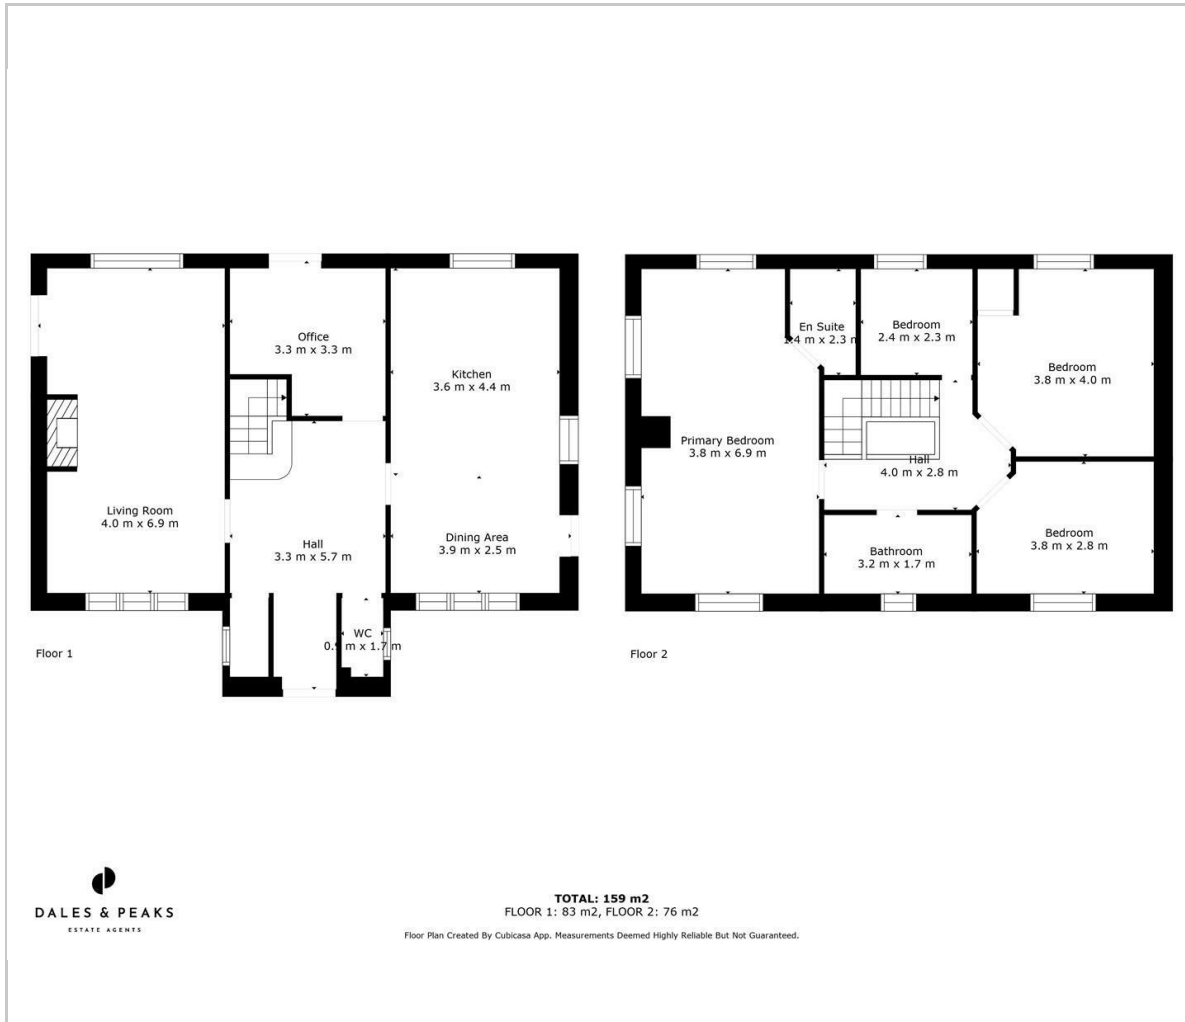 Office
3.3 m x 3.3 m
Kitchen
3.6 m x 4.4 m
Living Room
4.0 m x 6.9 m
Hall
3.3 m x 5.7 m
Dining Area
3.9 m x 2.5 m
WC
0.9 m x 1.7 m
Floor 1
En Suite
1.4 m x 2.3 m
Bedroom
2.4 m x 2.3 m
Bedroom
3.8 m x 4.0 m
Primary Bedroom
3.8 m x 6.9 m
Hall
4.0 m x 2.8 m
Bathroom
3.2 m x 1.7 m
Bedroom
3.8 m x 2.8 m
Floor 2
DALES & PEAKS
ESTATE AGENTS
TOTAL: 159 m2
FLOOR 1: 83 m2, FLOOR 2: 76 m2
Floor Plan Created By Cubicasa App. Measurements Deemed Highly Reliable But Not Guaranteed.